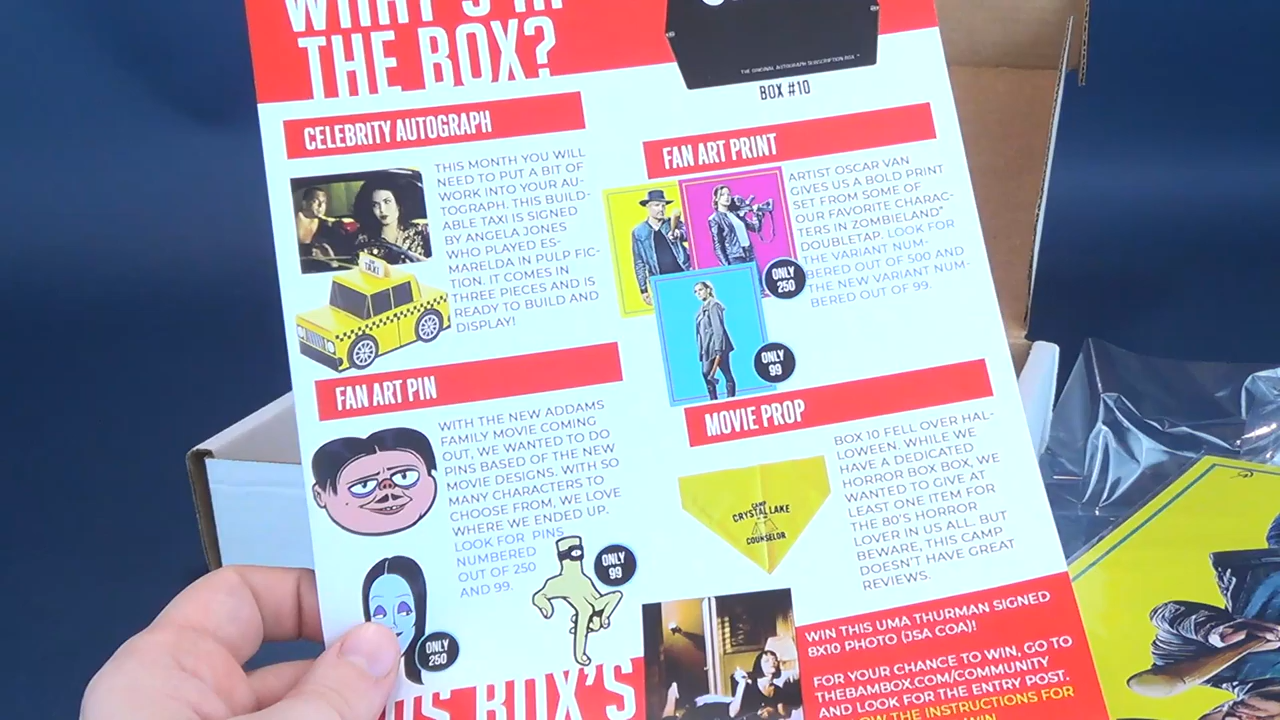 WHAT'S IN
THE BOX?
THE ORIGINAL AUTOGRAPH SUBSCRIPTION BOX
BOX #10
CELEBRITY AUTOGRAPH
THIS MONTH YOU WILL
NEED TO PUT A BIT OF
WORK INTO YOUR AU-
TOGRAPH. THIS BUILD-
ABLE TAXI IS SIGNED
BY ANGELA JONES
WHO PLAYED ES-
MARELDA IN PULP FIC-
TION. IT COMES IN
THREE PIECES AND IS
READY TO BUILD AND
DISPLAY!
TAXI
FAN ART PRINT
ARTIST OSCAR VAN
GIVES US A BOLD PRINT
SET FROM SOME OF
OUR FAVORITE CHARAC-
TERS IN ZOMBIELAND"
DOUBLETAP. LOOK FOR
THE VARIANT NUM-
BERED OUT OF 500 AND
THE NEW VARIANT NUM-
BERED OUT OF 99.
ONLY
250
ONLY
99
FAN ART PIN
WITH THE NEW ADDAMS
FAMILY MOVIE COMING
OUT, WE WANTED TO DO
PINS BASED OF THE NEW
MOVIE DESIGNS. WITH SO
MANY CHARACTERS TO
CHOOSE FROM, WE LOVE
WHERE WE ENDED UP.
LOOK FOR PINS
NUMBERED
OUT OF 250
AND 99.
ONLY
99
ONLY
250
MOVIE PROP
CAMP
CRYSTAL LAKE
COUNSELOR
BOX 10 FELL OVER HAL-
LOWEEN. WHILE WE
HAVE A DEDICATED
HORROR BOX BOX, WE
WANTED TO GIVE AT
LEAST ONE ITEM FOR
THE 80'S HORROR
LOVER IN US ALL. BUT
BEWARE, THIS CAMP
DOESN'T HAVE GREAT
REVIEWS.
BOX'S
WIN THIS UMA THURMAN SIGNED
8X10 PHOTO (JSA COA)!
FOR YOUR CHANCE TO WIN, GO TO
THEBAMBOX.COM/COMMUNITY
AND LOOK FOR THE ENTRY POST.
THE INSTRUCTIONS FOR
WIN